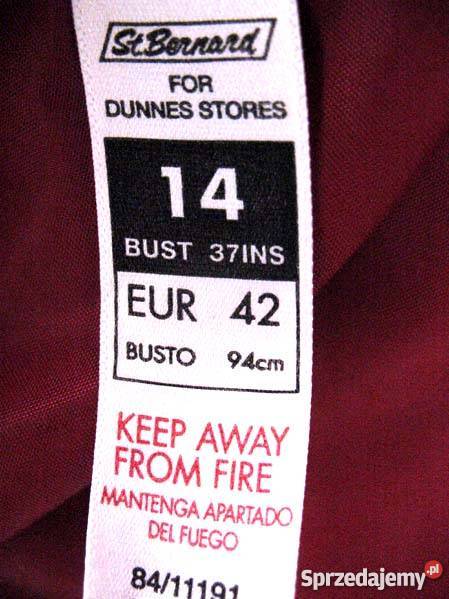 St.Bernard
FOR
DUNNES STORES
14
BUST 37INS
EUR 42
BUSTO 94cm
KEEP AWAY
FROM FIRE
MANTENGA APARTADO
DEL FUEGO
84/11191
Sprzedajemy.pl